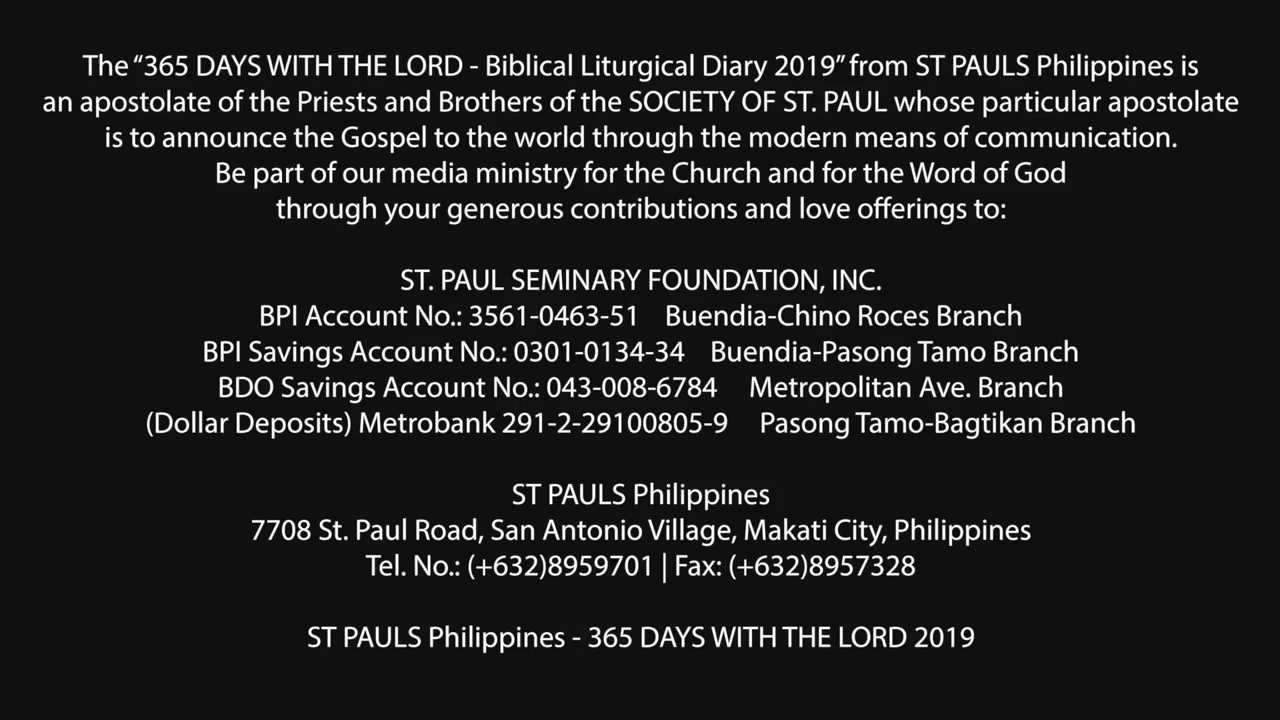 The “365 DAYS WITH THE LORD - Biblical Liturgical Diary 2019” from ST PAULS Philippines is
an apostolate of the Priests and Brothers of the SOCIETY OF ST. PAUL whose particular apostolate
is to announce the Gospel to the world through the modern means of communication.
Be part of our media ministry for the Church and for the Word of God
through your generous contributions and love offerings to:
ST. PAUL SEMINARY FOUNDATION, INC.
BPI Account No.: 3561-0463-51 Buendia-Chino Roces Branch
BPI Savings Account No.: 0301-0134-34 Buendia-Pasong Tamo Branch
BDO Savings Account No.: 043-008-6784 Metropolitan Ave. Branch
(Dollar Deposits) Metrobank 291-2-29100805-9 Pasong Tamo-Bagtikan Branch
ST PAULS Philippines
7708 St. Paul Road, San Antonio Village, Makati City, Philippines
Tel. No.: (+632)8959701 | Fax: (+632)8957328
ST PAULS Philippines - 365 DAYS WITH THE LORD 2019